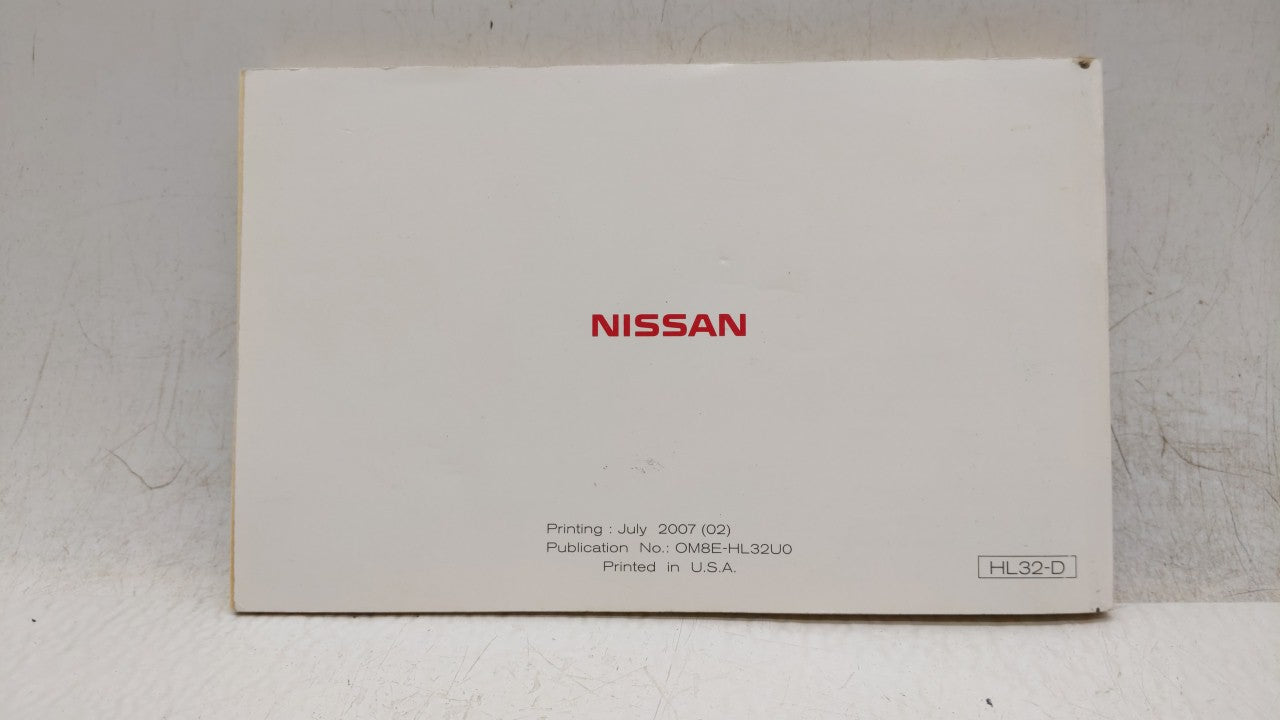 NISSAN
Printing : July 2007 (02)
Publication No.: OM8E-HL32U0
Printed in U.S.A.
HL32-D